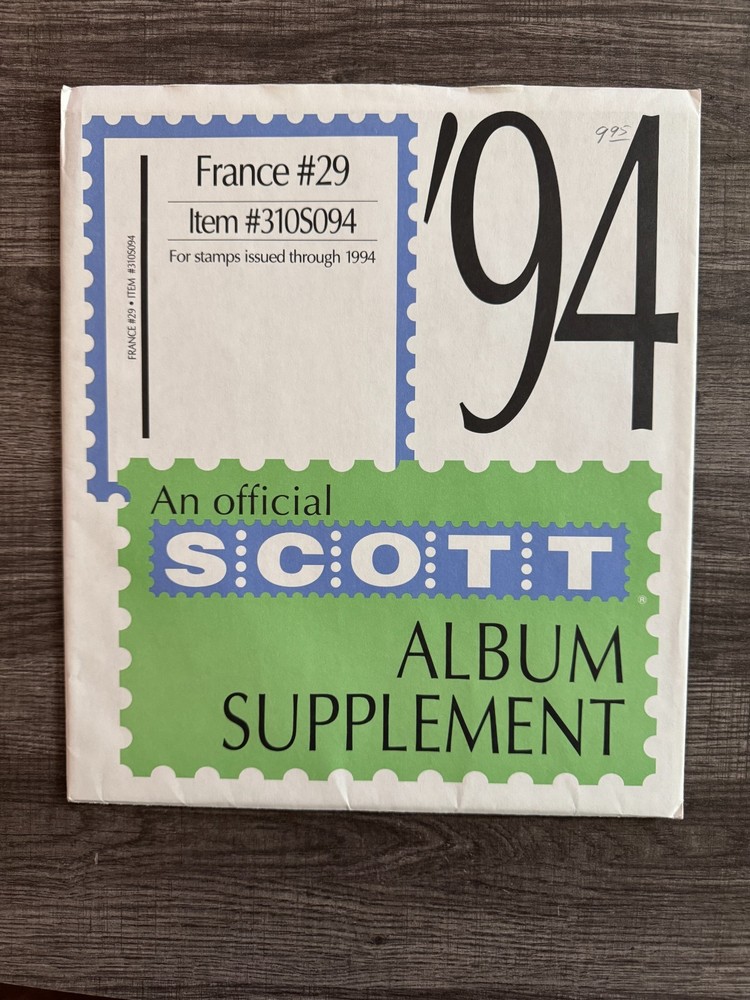 France #29
Item #310S094
For stamps issued through 1994
FRANCE #29 • ITEM #310S094
'94
995
An official
SCOTT
®
ALBUM
SUPPLEMENT